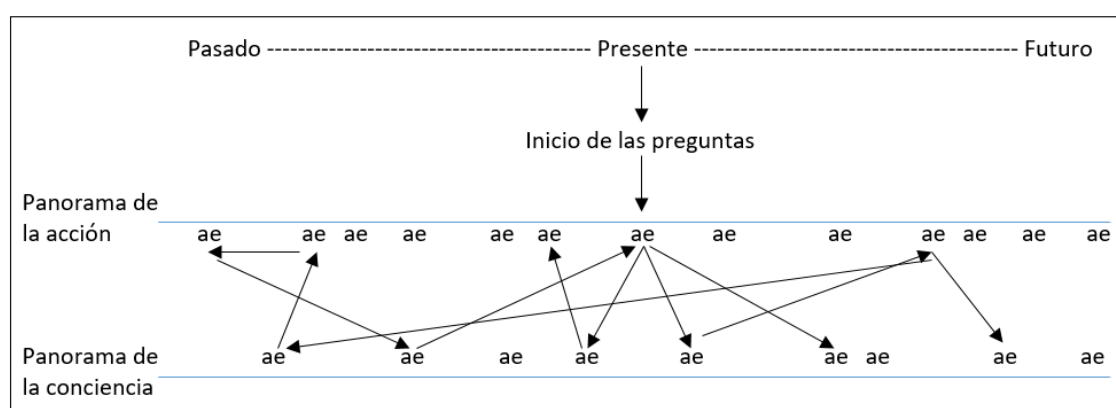 Pasado ----------------------------------- Presente ----------------------------------- Futuro
Inicio de las preguntas
Panorama de
la acción ae ae ae ae ae ae ae ae ae ae ae ae ae
Panorama de ae ae ae ae ae ae ae ae ae
la conciencia